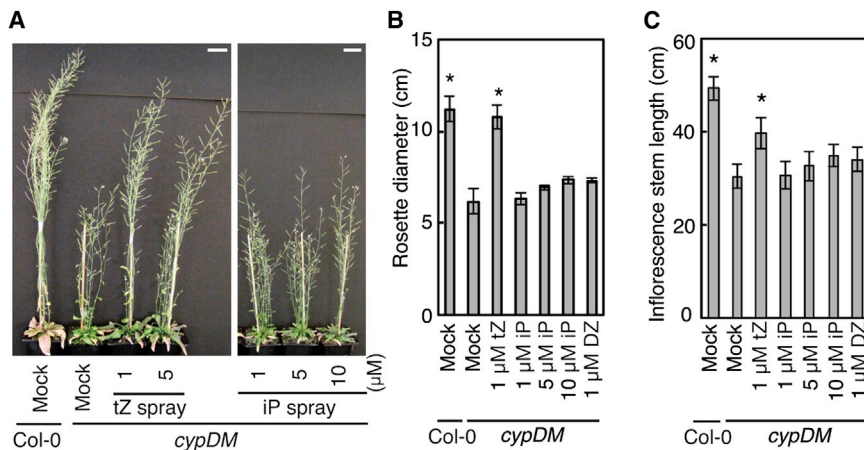 A
Mock
Mock
1
5
1
5
10
(µM)
tZ spray
iP spray
Col-0
cypDM
B
Rosette diameter (cm)
15
10
5
0
*
*
Mock
Mock
1 µM tZ
1 µM iP
5 µM iP
10 µM iP
1 µM DZ
Col-0
cypDM
C
Inflorescence stem length (cm)
60
40
20
0
*
*
Mock
Mock
1 µM tZ
1 µM iP
5 µM iP
10 µM iP
1 µM DZ
Col-0
cypDM